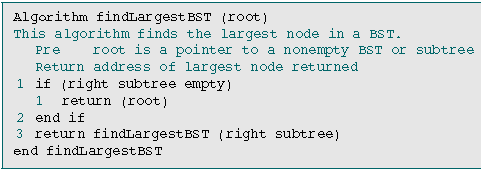 Algorithm findLargestBST (root)
This algorithm finds the largest node in a BST.
Pre root is a pointer to a nonempty BST or subtree
Return address of largest node returned
1 if (right subtree empty)
1 return (root)
2 end if
3 return findLargestBST (right subtree)
end findLargestBST